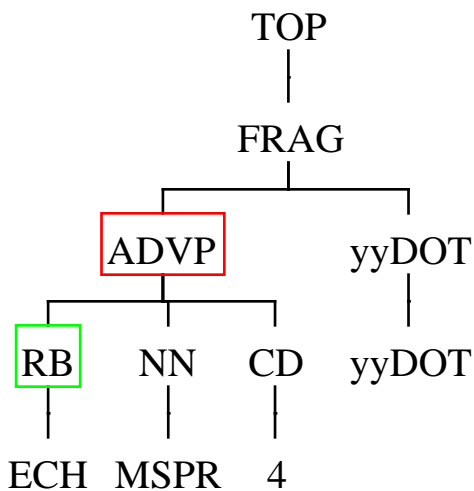 TOP
FRAG
ADVP yyDOT
RB NN CD yyDOT
ECH MSPR 4